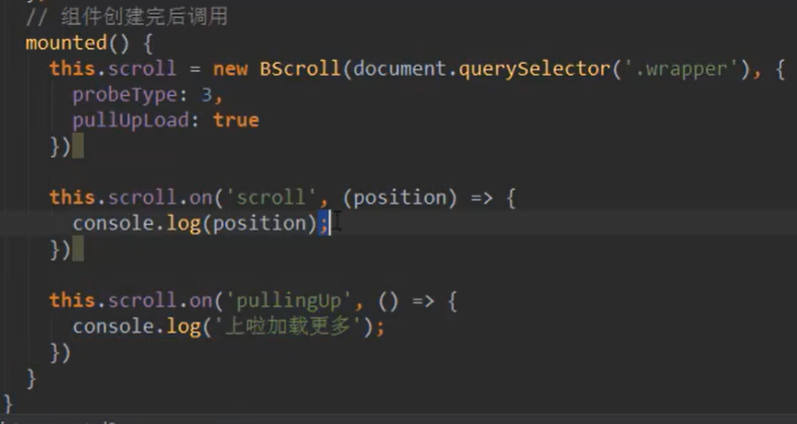 // 组件创建完后调用
mounted() {
this.scroll = new BScroll(document.querySelector('.wrapper'), {
probeType: 3,
pullUpLoad: true
})
this.scroll.on('scroll', (position) => {
console.log(position);
})
this.scroll.on('pullingUp', () => {
console.log('上啦加载更多');
})
}
}